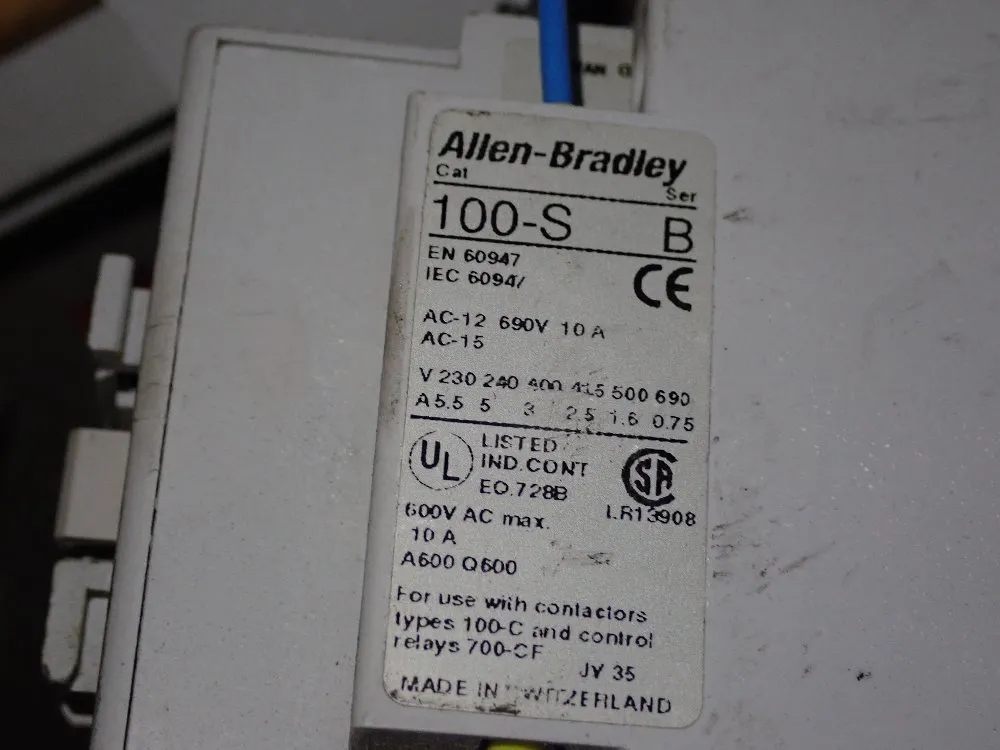 Allen-Bradley
Cat Ser
100-S B
EN 60947
IEC 60947
CE
AC-12 690V 10 A
AC-15
V 230 240 400 415 500 690
A 5.5 5 3 2.5 1.6 0.75
UL LISTED
IND. CONT
EQ. 728B
SA
LR13908
600V AC max.
10 A
A600 Q600
For use with contactors
types 100-C and control
relays 700-CF
JV 35
MADE IN SWITZERLAND